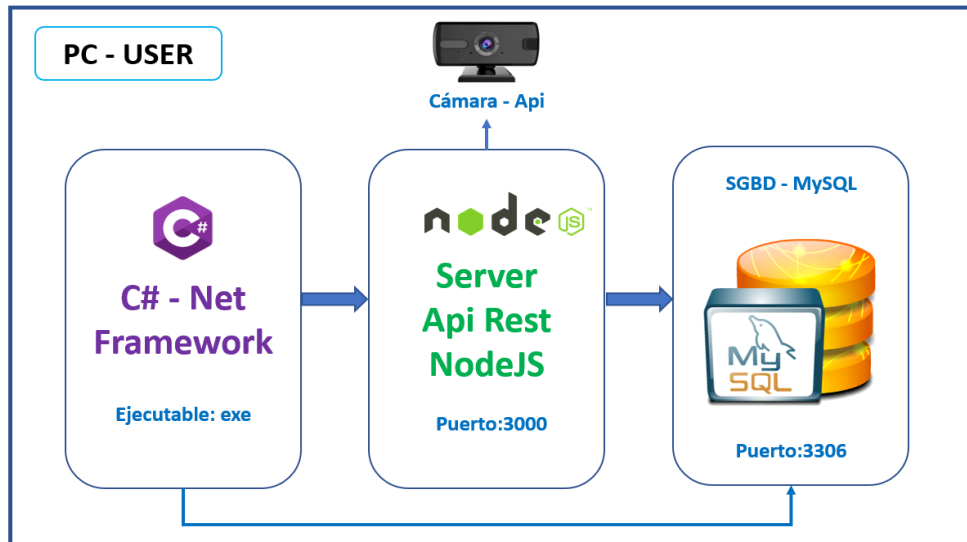 PC - USER
Cámara - Api
C#
C# - Net
Framework
Ejecutable: exe
node
JS
™
Server
Api Rest
NodeJS
Puerto:3000
SGBD - MySQL
My
SQL
Puerto:3306